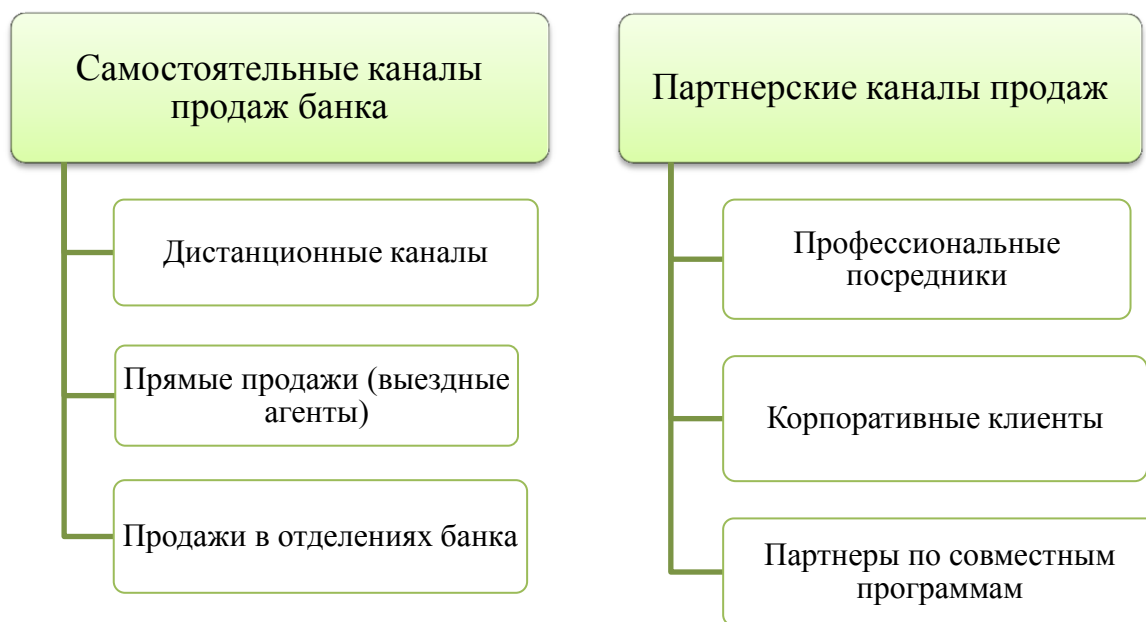 Самостоятельные каналы
продаж банка
Дистанционные каналы
Прямые продажи (выездные
агенты)
Продажи в отделениях банка
Партнерские каналы продаж
Профессиональные
посредники
Корпоративные клиенты
Партнеры по совместным
программам